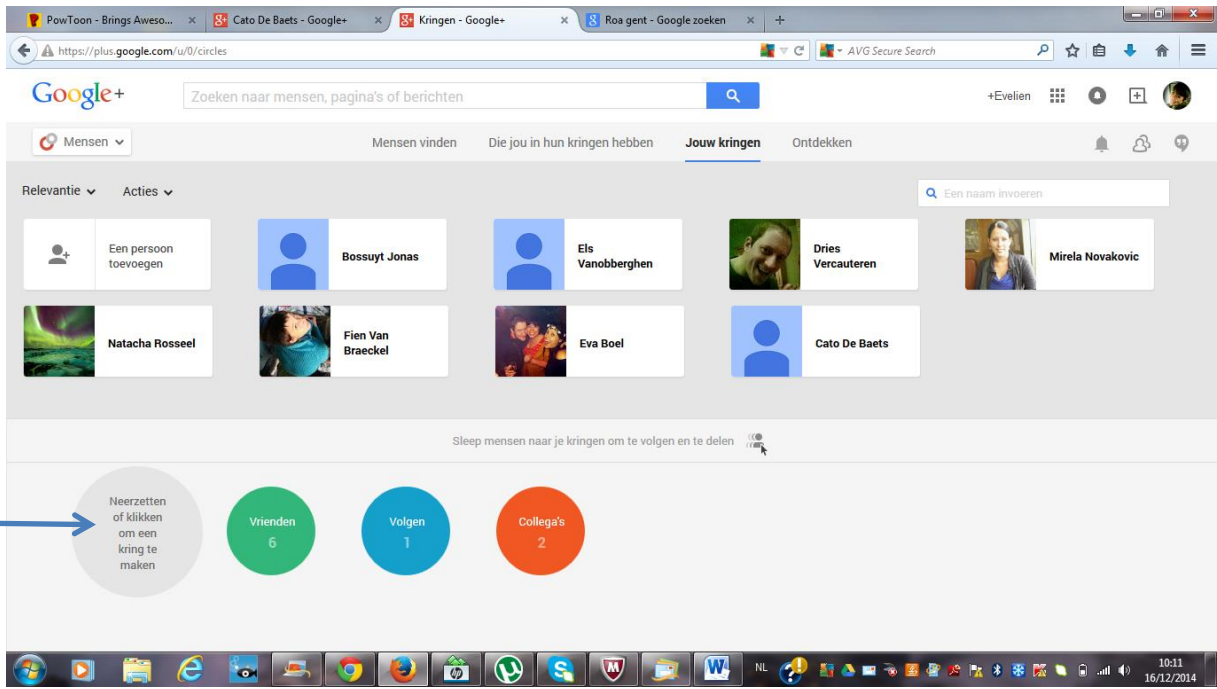 PowToon - Brings Aweso...
Cato De Baets - Google+
Kringen - Google+
Roa gent - Google zoeken
https://plus.google.com/u/0/circles
AVG Secure Search
Google+
Zoeken naar mensen, pagina's of berichten
+Evelien
Mensen
Mensen vinden
Die jou in hun kringen hebben
Jouw kringen
Ontdekken
Relevantie
Acties
Een naam invoeren
Een persoon
toevoegen
Bossuyt Jonas
Els
Vanobberghen
Dries
Vercauteren
Mirela Novakovic
Natacha Rosseel
Fien Van
Braeckel
Eva Boel
Cato De Baets
Sleep mensen naar je kringen om te volgen en te delen
Neerzetten
of klikken
om een
kring te
maken
Vrienden
6
Volgen
1
Collega's
2
NL
10:11
16/12/2014